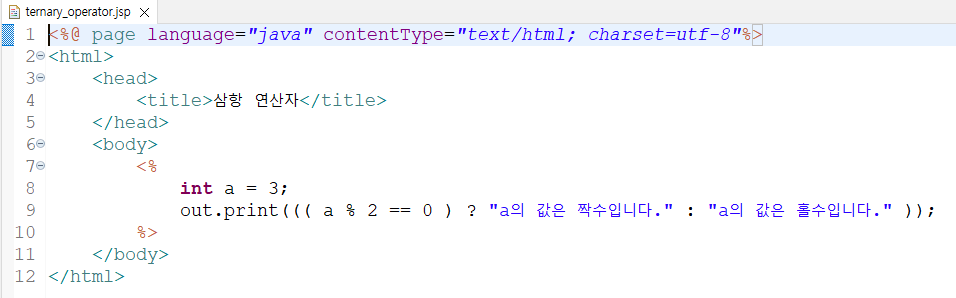 ternary_operator.jsp
1 <%@ page language="java" contentType="text/html; charset=utf-8"%>
2 <html>
3     <head>
4         <title>삼항 연산자</title>
5     </head>
6     <body>
7         <%
8             int a = 3;
9             out.print((( a % 2 == 0 ) ? "a의 값은 짝수입니다." : "a의 값은 홀수입니다." ));
10         %>
11     </body>
12 </html>